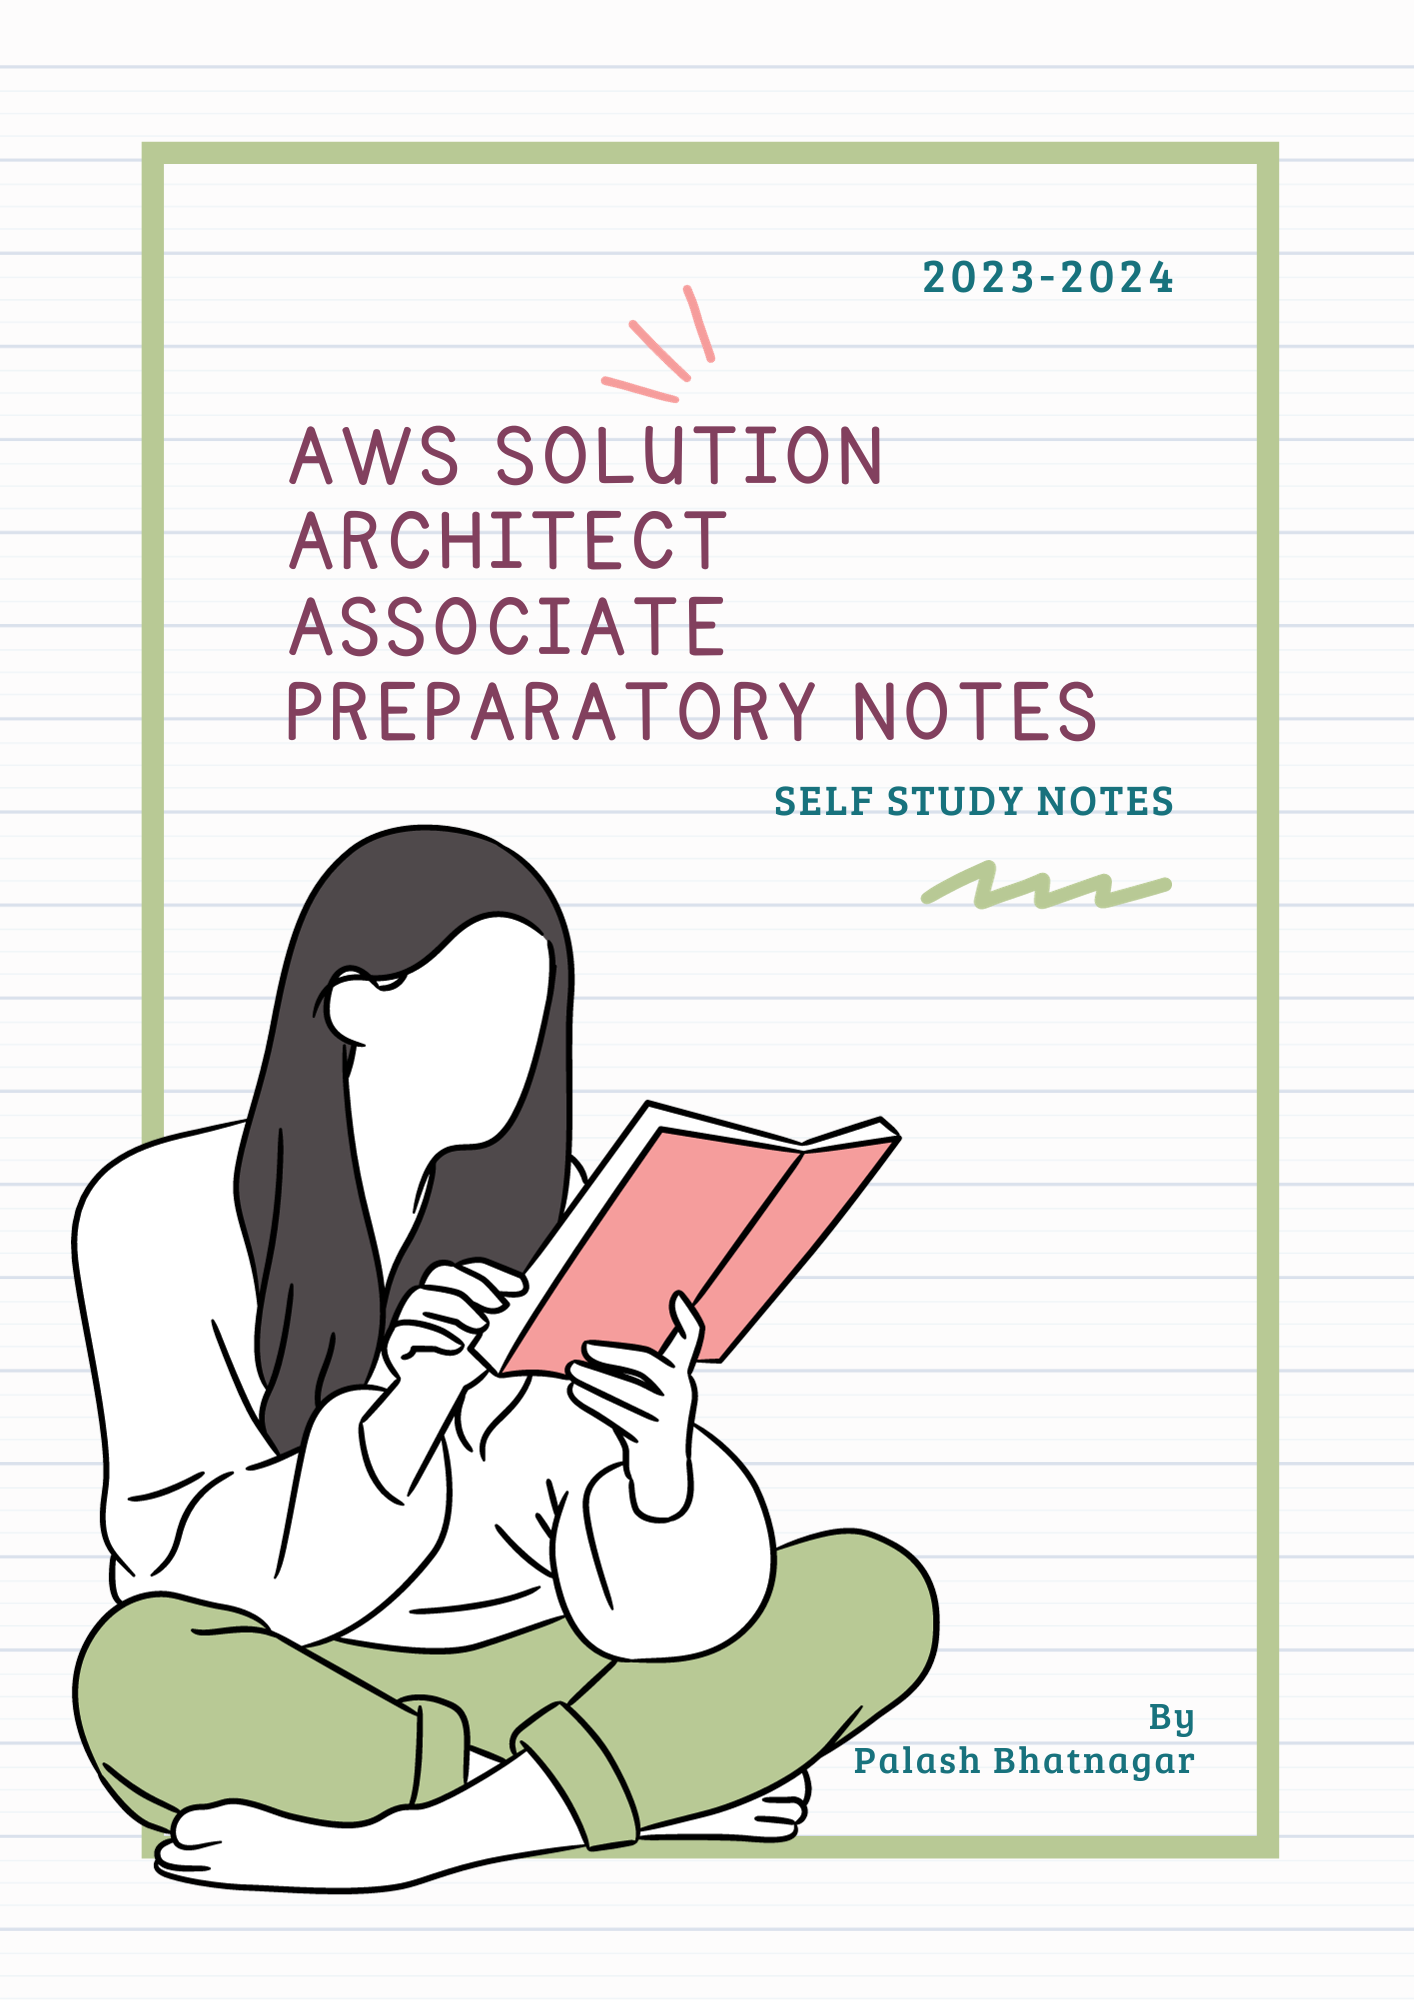 2023-2024
AWS SOLUTION
ARCHITECT
ASSOCIATE
PREPARATORY NOTES
SELF STUDY NOTES
By
Palash Bhatnagar